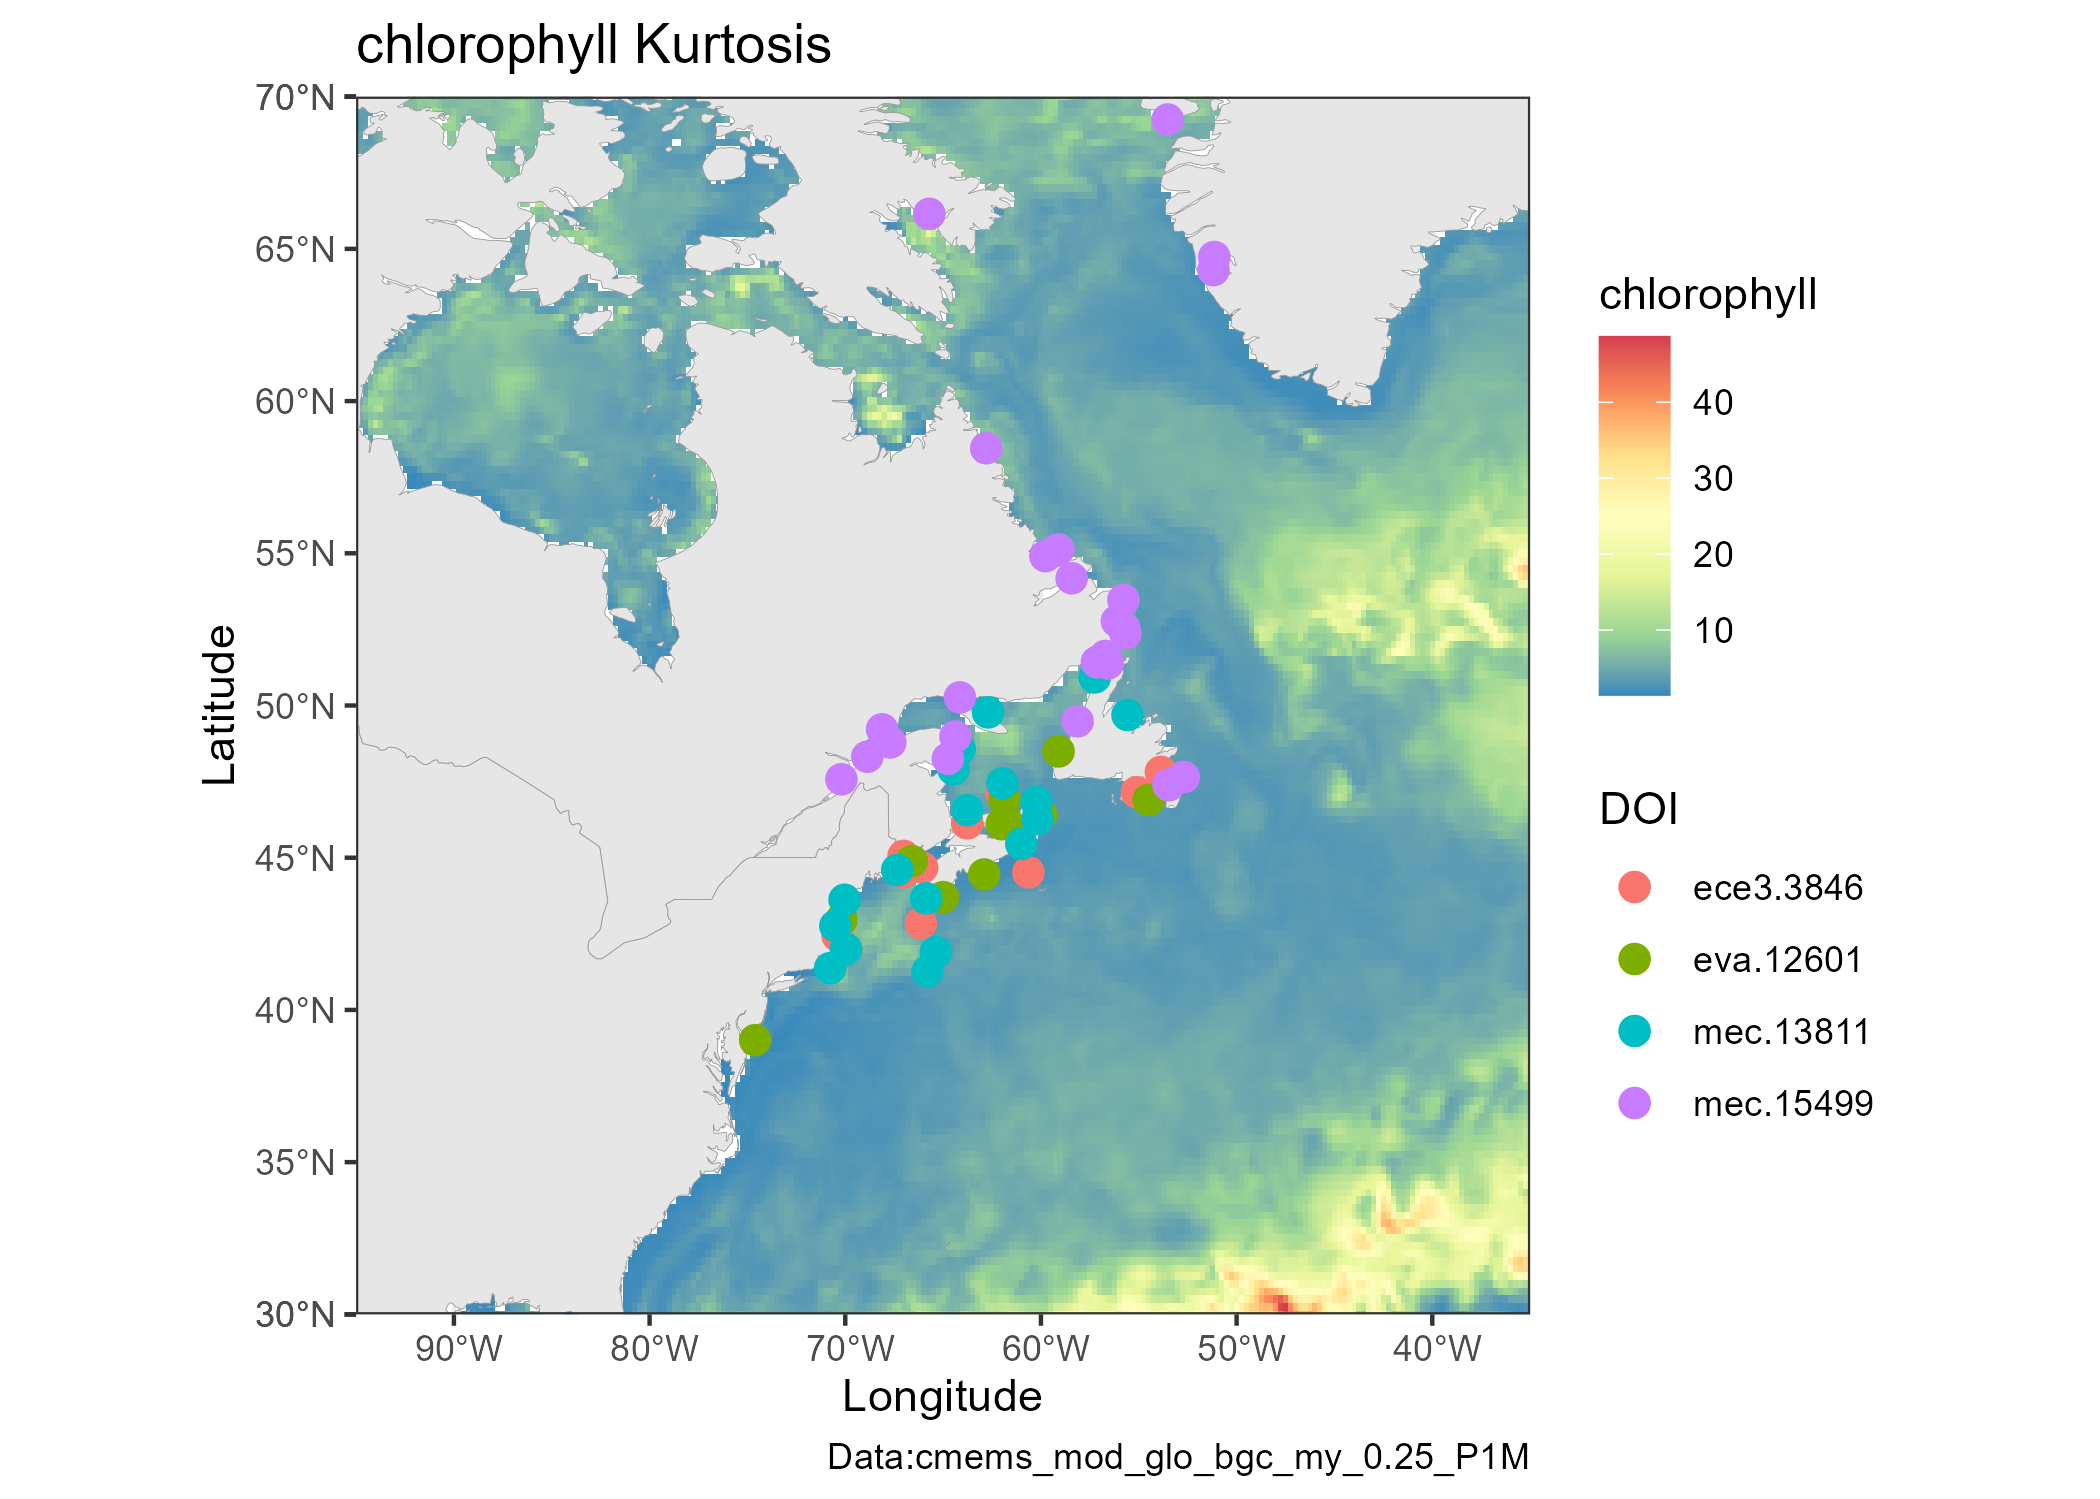 chlorophyll Kurtosis
70°N
65°N
60°N
55°N
50°N
45°N
40°N
35°N
30°N
Latitude
90°W
80°W
70°W
60°W
50°W
40°W
Longitude
Data:cmems_mod_glo_bgc_my_0.25_P1M
chlorophyll
40
30
20
10
DOI
ece3.3846
eva.12601
mec.13811
mec.15499